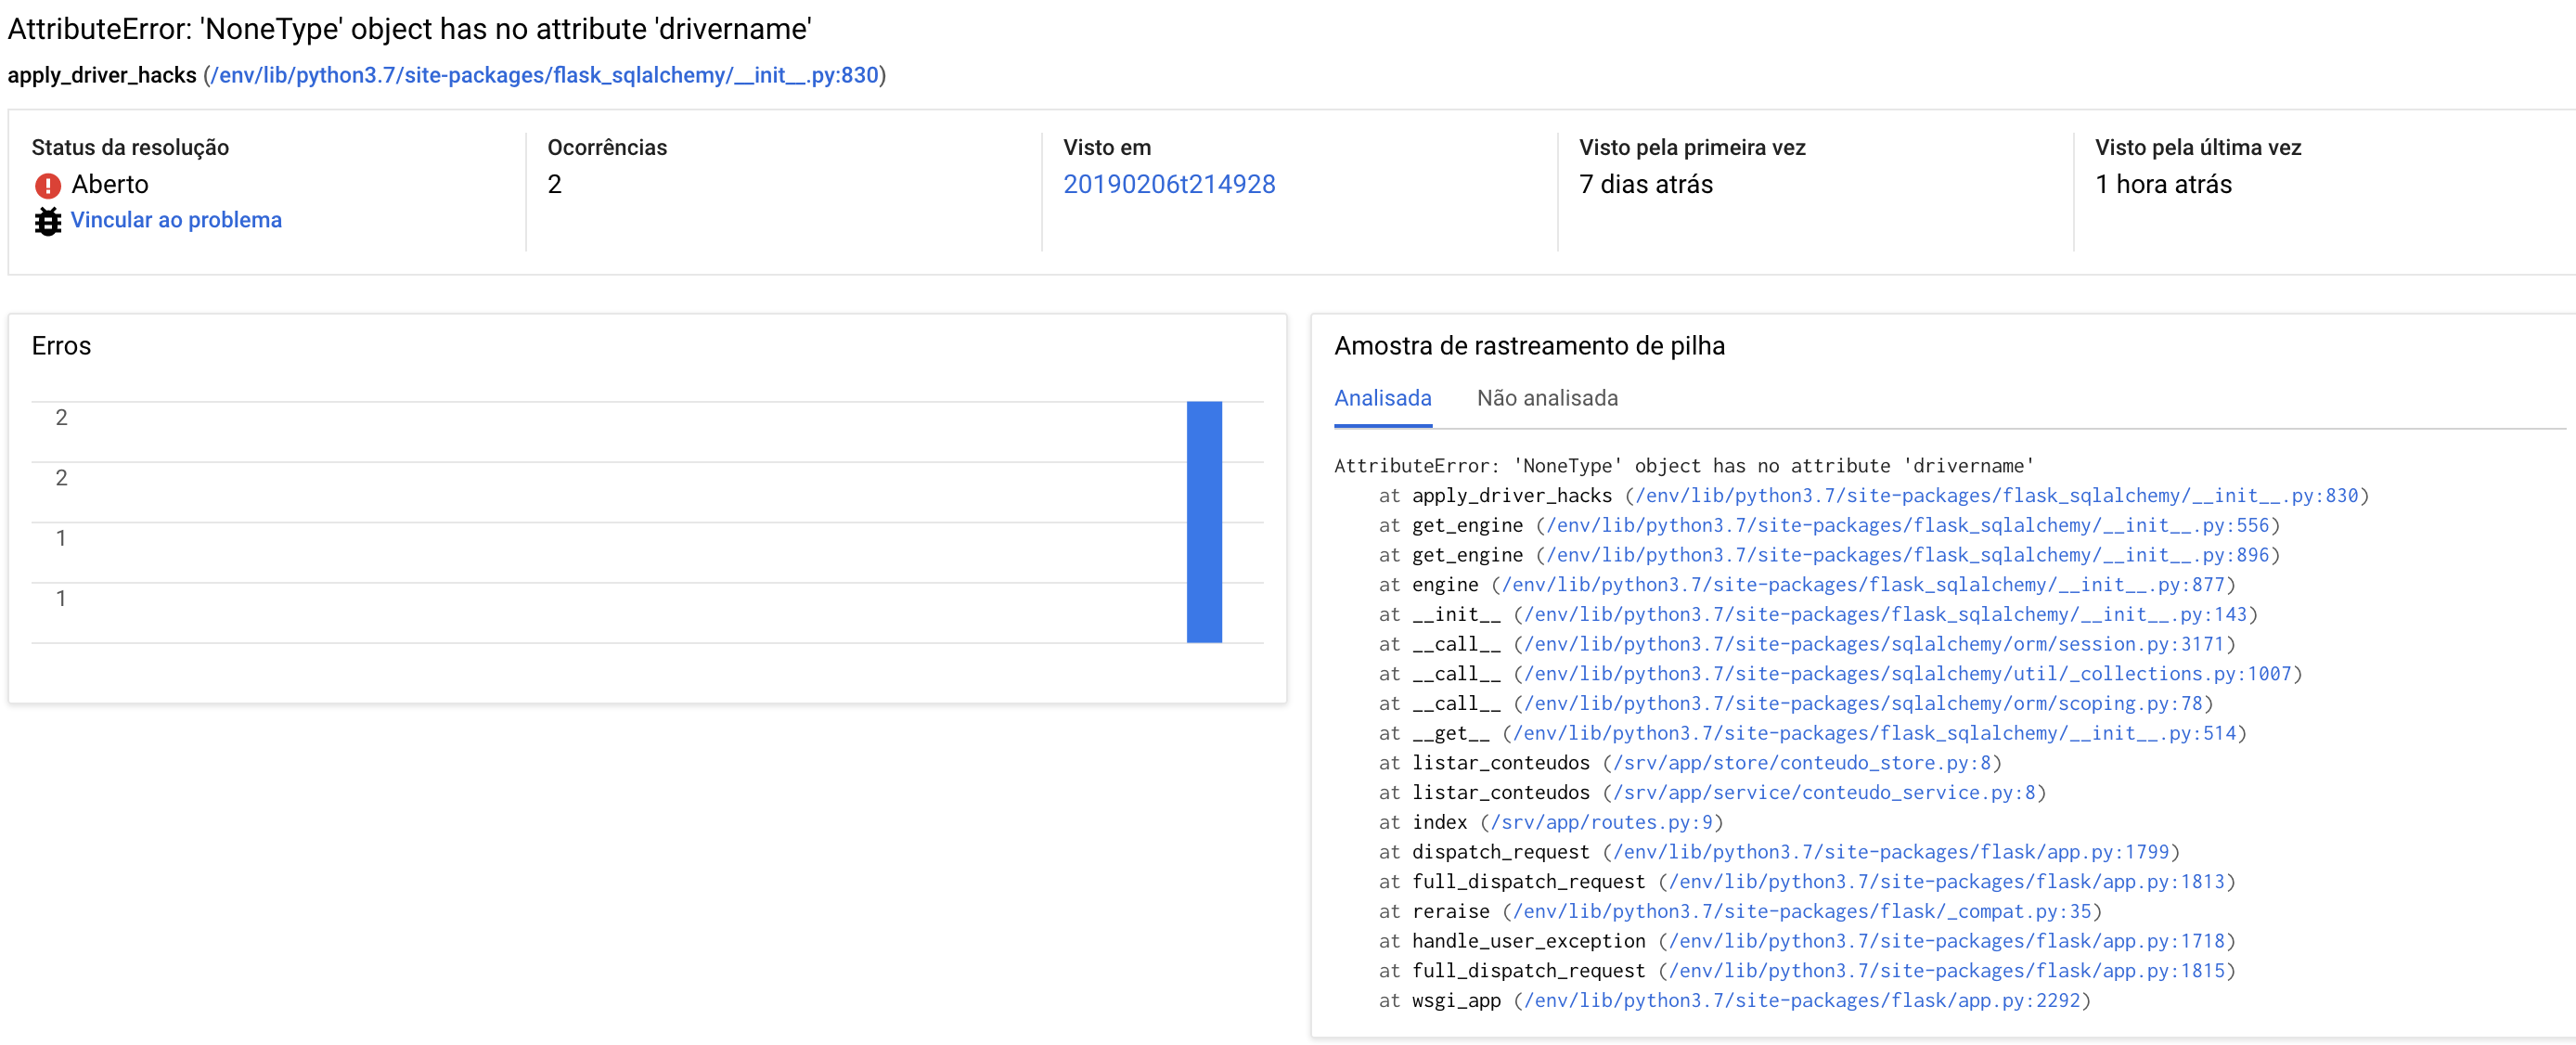 AttributeError: 'NoneType' object has no attribute 'drivername'
apply_driver_hacks (/env/lib/python3.7/site-packages/flask_sqlalchemy/__init__.py:830)
Status da resolução
Aberto
Vincular ao problema
Ocorrências
2
Visto em
20190206t214928
Visto pela primeira vez
7 dias atrás
Visto pela última vez
1 hora atrás
Erros
2
2
1
1
Amostra de rastreamento de pilha
Analisada Não analisada
AttributeError: 'NoneType' object has no attribute 'drivername'
at apply_driver_hacks (/env/lib/python3.7/site-packages/flask_sqlalchemy/__init__.py:830)
at get_engine (/env/lib/python3.7/site-packages/flask_sqlalchemy/__init__.py:556)
at get_engine (/env/lib/python3.7/site-packages/flask_sqlalchemy/__init__.py:896)
at engine (/env/lib/python3.7/site-packages/flask_sqlalchemy/__init__.py:877)
at __init__ (/env/lib/python3.7/site-packages/flask_sqlalchemy/__init__.py:143)
at __call__ (/env/lib/python3.7/site-packages/sqlalchemy/orm/session.py:3171)
at __call__ (/env/lib/python3.7/site-packages/sqlalchemy/util/_collections.py:1007)
at __call__ (/env/lib/python3.7/site-packages/sqlalchemy/orm/scoping.py:78)
at __get__ (/env/lib/python3.7/site-packages/flask_sqlalchemy/__init__.py:514)
at listar_conteudos (/srv/app/store/conteudo_store.py:8)
at listar_conteudos (/srv/app/service/conteudo_service.py:8)
at index (/srv/app/routes.py:9)
at dispatch_request (/env/lib/python3.7/site-packages/flask/app.py:1799)
at full_dispatch_request (/env/lib/python3.7/site-packages/flask/app.py:1813)
at reraise (/env/lib/python3.7/site-packages/flask/_compat.py:35)
at handle_user_exception (/env/lib/python3.7/site-packages/flask/app.py:1718)
at full_dispatch_request (/env/lib/python3.7/site-packages/flask/app.py:1815)
at wsgi_app (/env/lib/python3.7/site-packages/flask/app.py:2292)